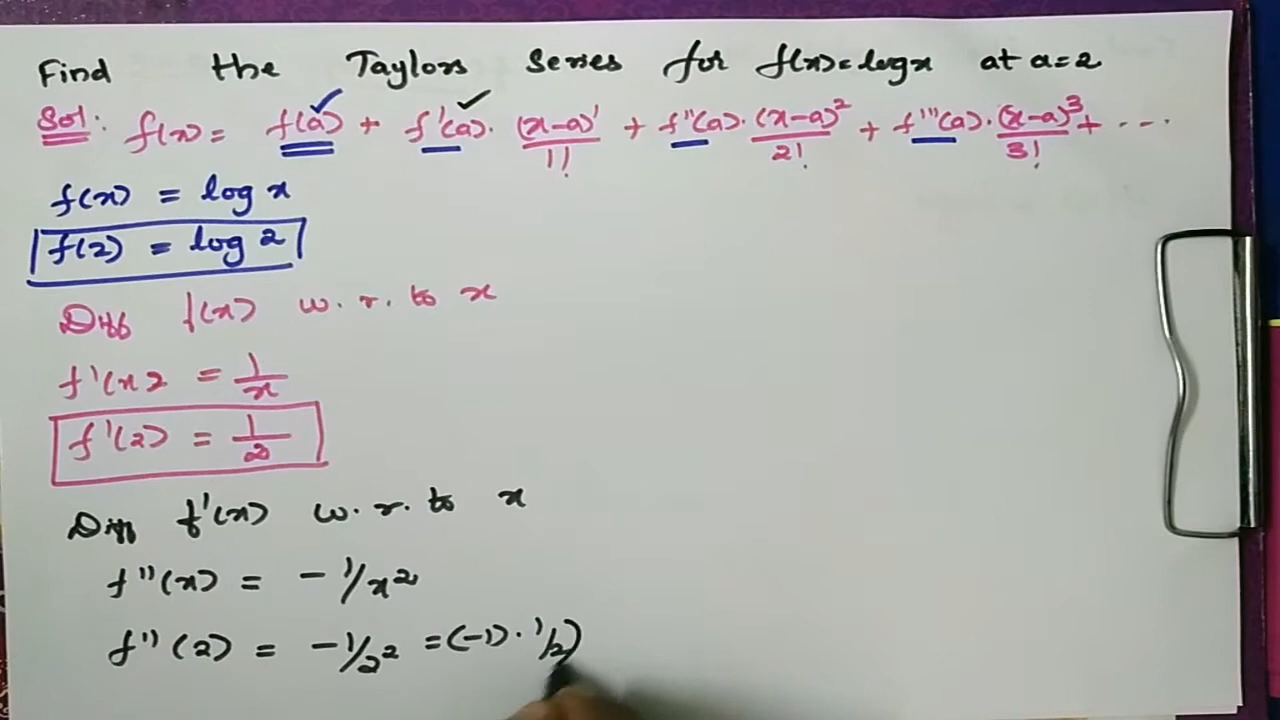 Find the Taylors Series for f(x)=logx at a=2
Sol: f(x) = f(a) + f'(a). (x-a)'/1! + f''(a). (x-a)²/2! + f'''(a). (x-a)³/3! + ...
f(x) = log x
f(2) = log 2
Diff f(x) w.r. to x
f'(x) = 1/x
f'(2) = 1/2
Diff f'(x) w.r. to x
f''(x) = -1/x²
f''(2) = -1/2² = (-1). 1/2)